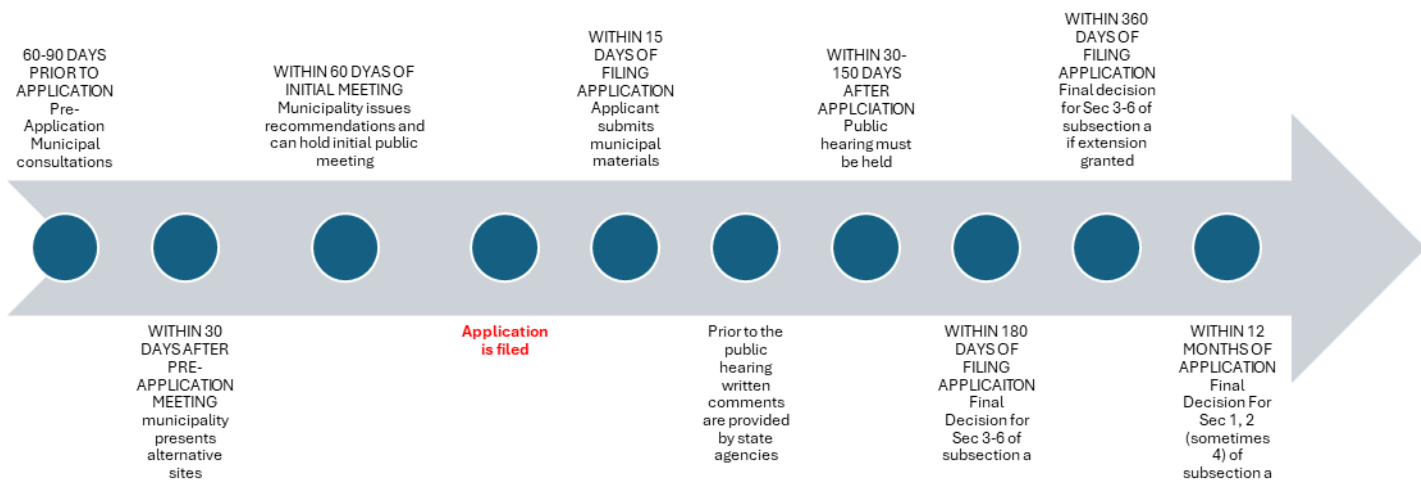 60-90 DAYS
PRIOR TO
APPLICATION
Pre-
Application
Municipal
consultations
WITHIN 30
DAYS AFTER
PRE-
APPLICATION
MEETING
municipality
presents
alternative
sites
WITHIN 60 DYAS OF
INITIAL MEETING
Municipality issues
recommendations and
can hold initial public
meeting
Application
is filed
WITHIN 15
DAYS OF
FILING
APPLICATION
Applicant
submits
municipal
materials
Prior to the
public
hearing
written
comments
are provided
by state
agencies
WITHIN 30-
150 DAYS
AFTER
APPLCIATION
Public
hearing must
be held
WITHIN 180
DAYS OF
FILING
APPLICAITON
Final
Decision for
Sec 3-6 of
subsection a
WITHIN 360
DAYS OF
FILING
APPLICATION
Final decision
for Sec 3-6 of
subsection a
if extension
granted
WITHIN 12
MONTHS OF
APPLICATION
Final
Decision For
Sec 1, 2
(sometimes
4) of
subsection a